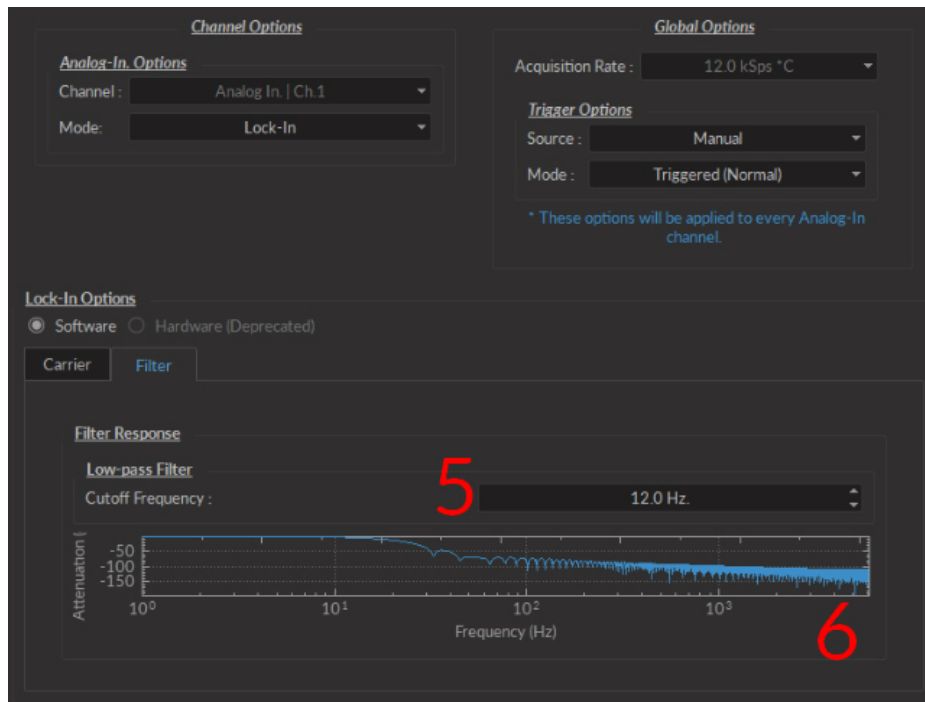 Channel Options
Analog-In. Options
Channel :
Analog In. | Ch.1
Mode:
Lock-In
Global Options
Acquisition Rate :
12.0 kSps *C
Trigger Options
Source :
Manual
Mode :
Triggered (Normal)
* These options will be applied to every Analog-In
channel.
Lock-In Options
Software
Hardware (Deprecated)
Carrier
Filter
Filter Response
Low-pass Filter
Cutoff Frequency :
5
12.0 Hz.
Attenuation (
-50
-100
-150
10⁰
10¹
10²
10³
Frequency (Hz)
6